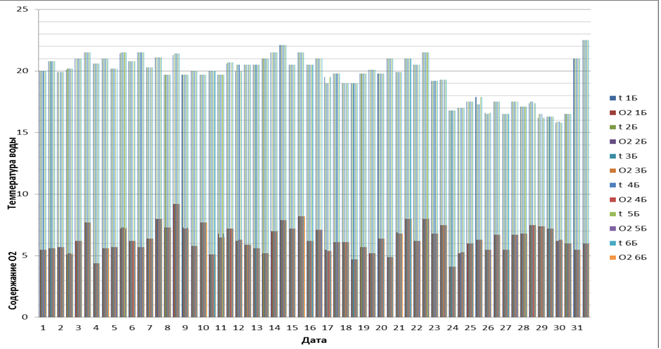 25
20
15
10
5
0
Содержание О2 Температура воды
1 2 3 4 5 6 7 8 9 10 11 12 13 14 15 16 17 18 19 20 21 22 23 24 25 26 27 28 29 30 31
Дата
t 1Б
О2 1Б
t 2Б
О2 2Б
t 3Б
О2 3Б
t 4Б
О2 4Б
t 5Б
О2 5Б
t 6Б
О2 6Б